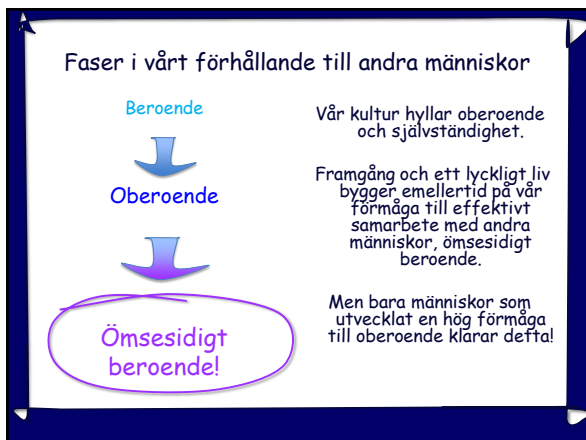 Faser i vårt förhållande till andra människor
Beroende
Oberoende
Ömsesidigt
beroende!
Vår kultur hyllar oberoende
och självständighet.
Framgång och ett lyckligt liv
bygger emellertid på vår
förmåga till effektivt
samarbete med andra
människor, ömsesidigt
beroende.
Men bara människor som
utvecklat en hög förmåga
till oberoende klarar detta!